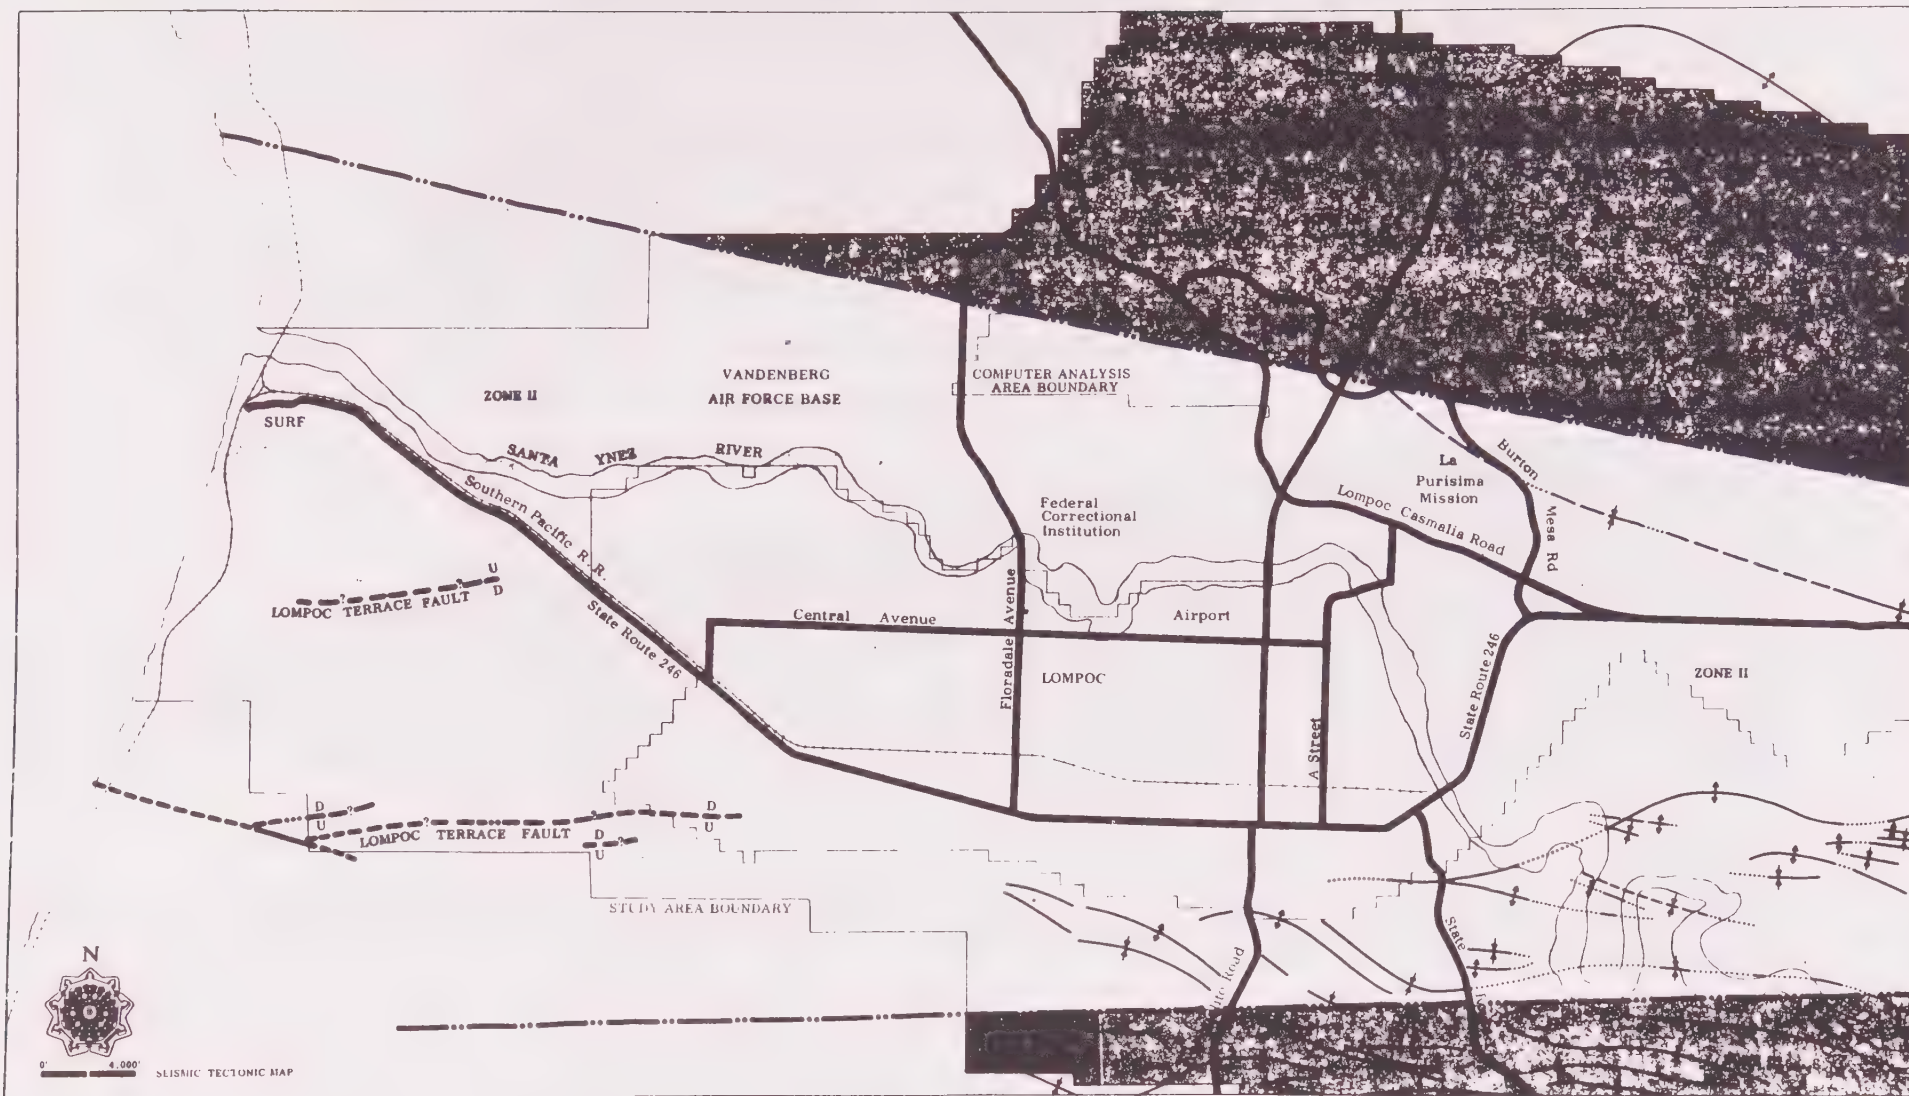 VANDENBERG
AIR FORCE BASE
COMPUTER ANALYSIS
AREA BOUNDARY
ZONE II
SURF
SANTA YNEZ RIVER
Southern Pacific R. R.
State Route 246
Burton Mesa Rd
La
Purisima
Mission
Lompoc Casmalia Road
Federal
Correctional
Institution
U
D
?
?
LOMPOC TERRACE FAULT
Central Avenue
Airport
Floradale Avenue
LOMPOC
A Street
State Route 246
ZONE II
D
?
U
?
?
D
U
LOMPOC TERRACE FAULT
D
?
U
STUDY AREA BOUNDARY
Road
State
N
0' 4,000'
SEISMIC TECTONIC MAP